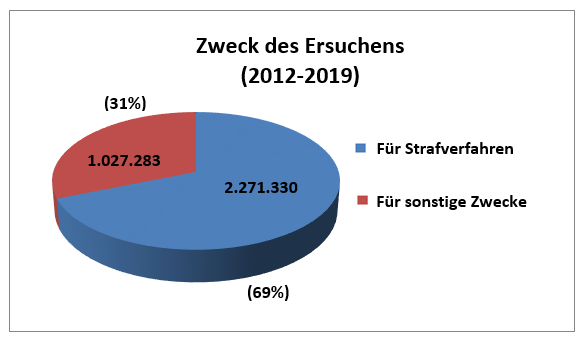 Zweck des Ersuchens
(2012-2019)
(31%)
1.027.283
2.271.330
(69%)
Für Strafverfahren
Für sonstige Zwecke